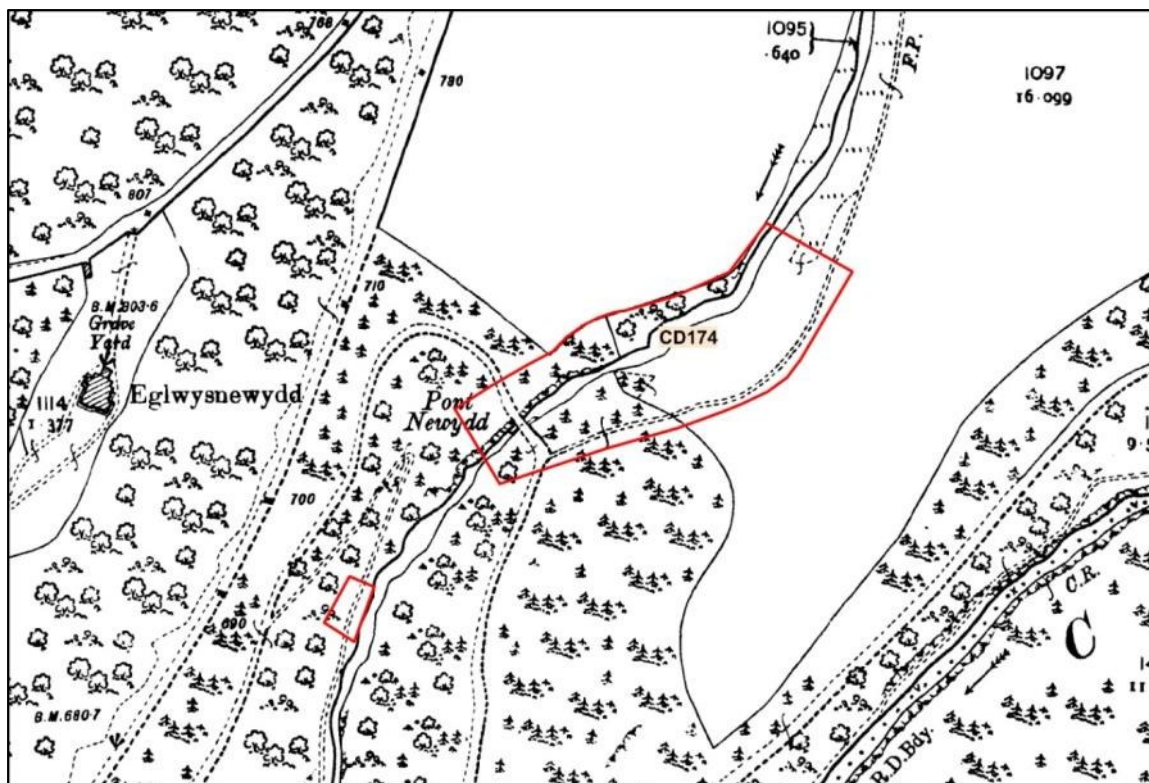 768
1095
.640
F.P.
780
1097
16.099
807
710
B.M.803.6
Grave
Yard
CD174
1114
1.377
Eglwysnewydd
Pont
Newydd
700
690
C.R.
C
B.M.680.7
R.D.Bdy.
11